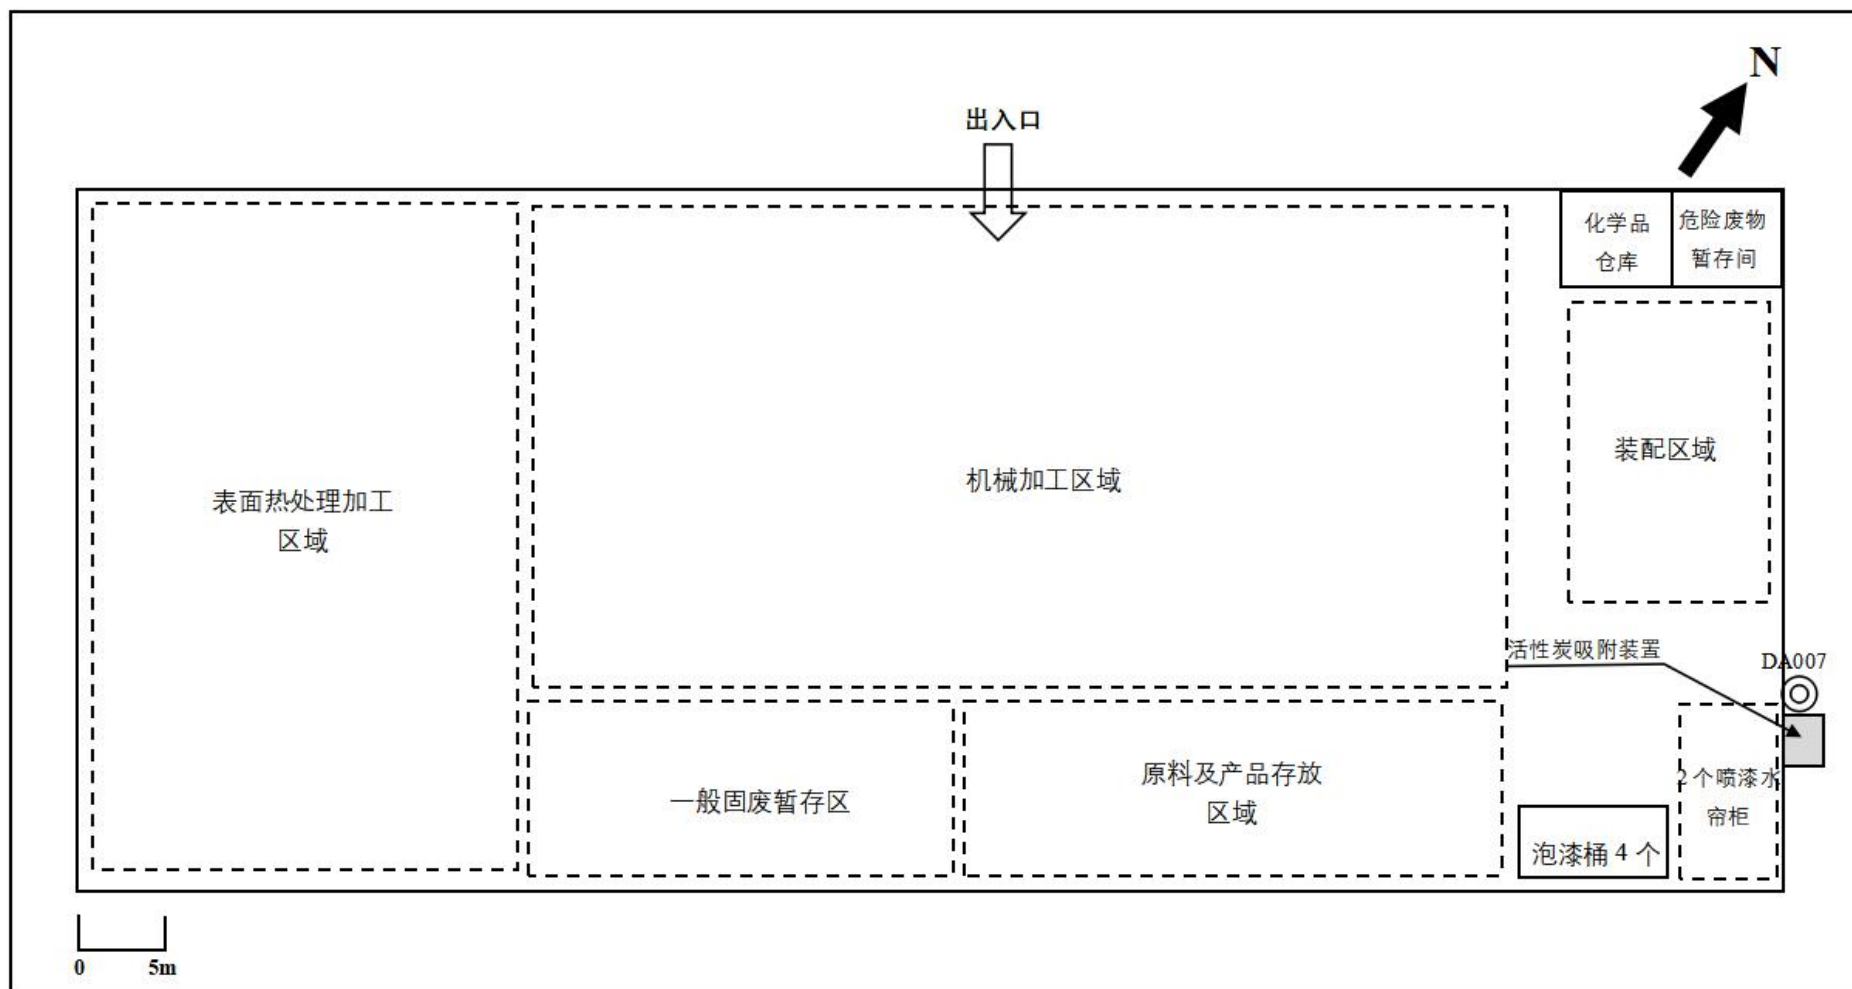 N
出入口
化学品
仓库
危险废物
暂存间
装配区域
机械加工区域
表面热处理加工
区域
活性炭吸附装置
DA007
原料及产品存放
区域
一般固废暂存区
2个喷漆水
帘柜
泡漆桶 4 个
0
5m